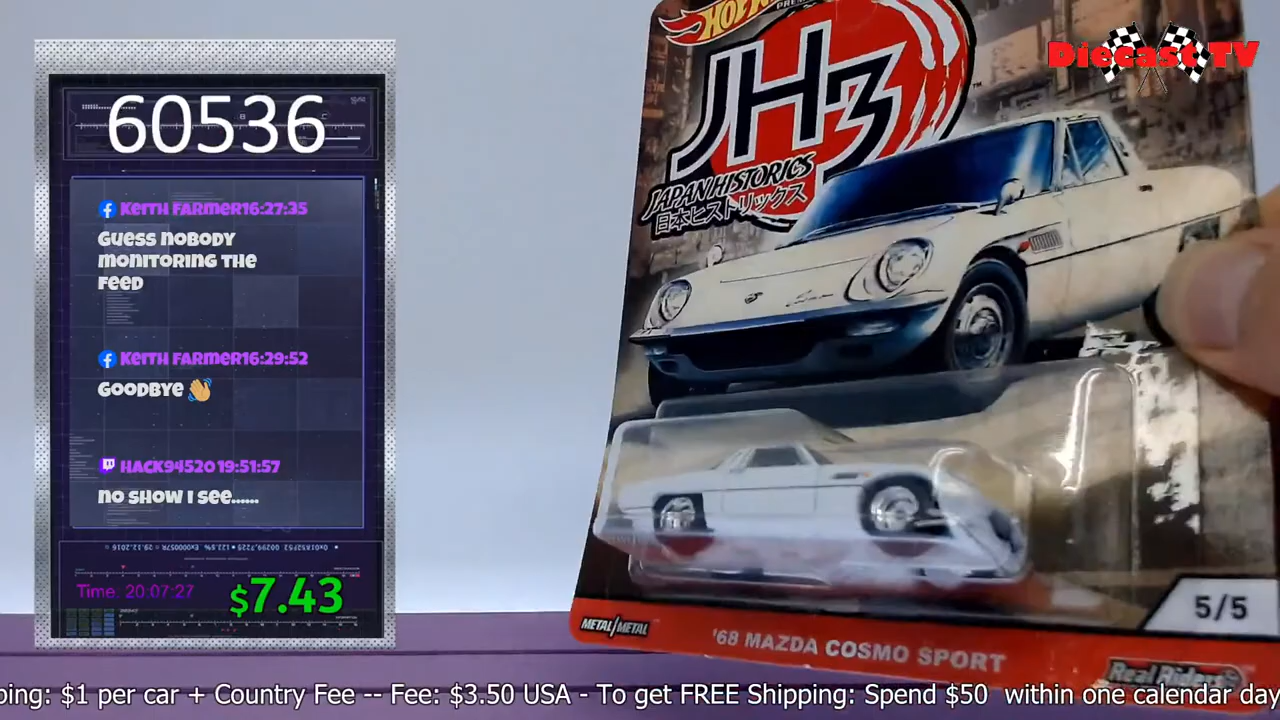 60536
Keith Farmer16:27:35
Guess nobody
monitoring the
feed
Keith Farmer16:29:52
Goodbye 👋
HACK94520 19:51:57
no show I see......
Time: 20:07:27
$7.43
HOT
JH3
JAPAN HISTORICS
日本ヒストリックス
Diecast TV
METAL/METAL
'68 MAZDA COSMO SPORT
5/5
Real Riders
ping: $1 per car + Country Fee -- Fee: $3.50 USA - To get FREE Shipping: Spend $50 within one calendar day